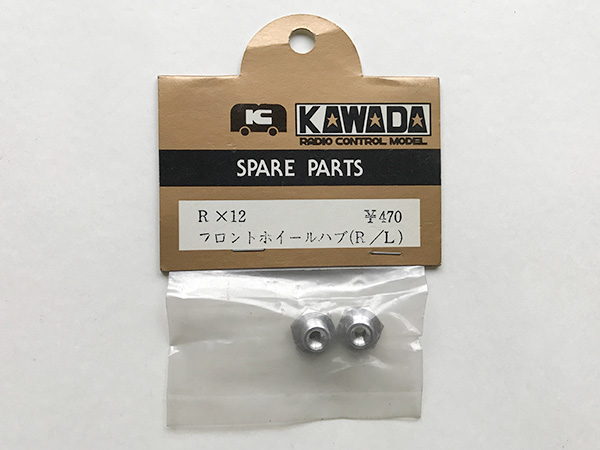 K KAWADA
RADIO CONTROL MODEL
SPARE PARTS
R×12 ¥470
フロントホイールハブ(R/L)